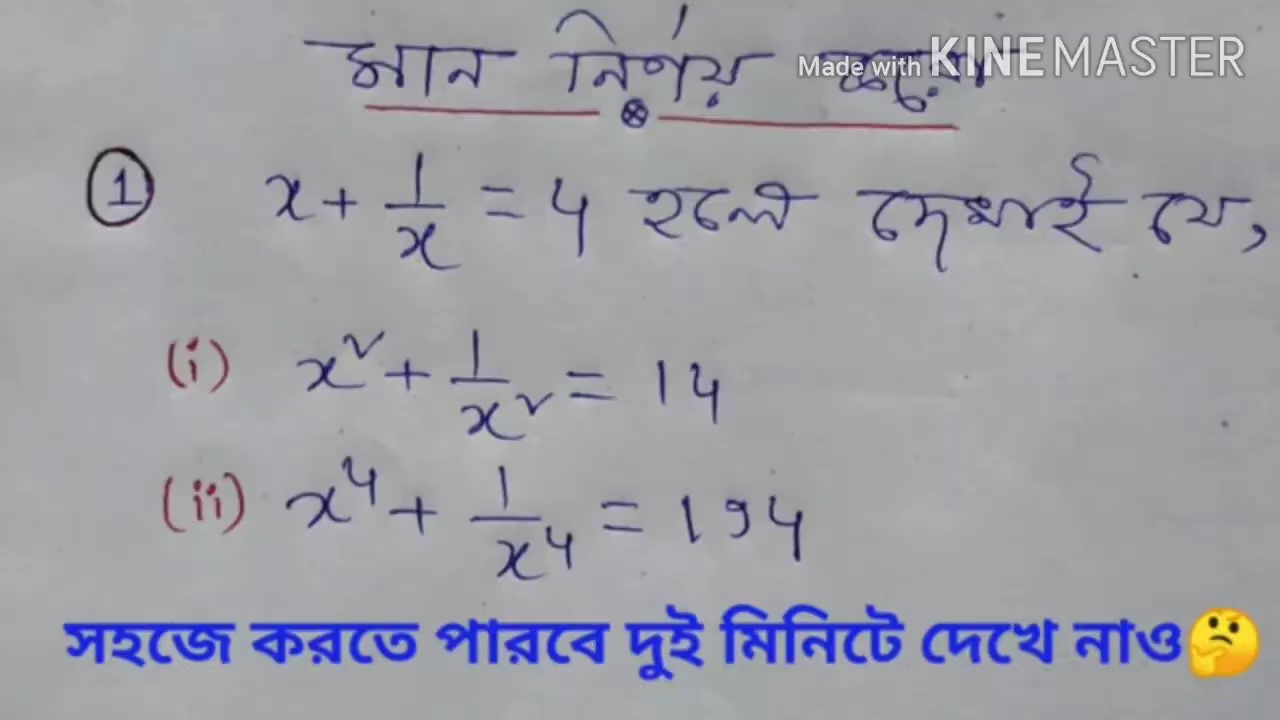 মান নির্ণয় করো
Made with KINEMASTER
① x + 1/x = 4 হলে দেখাই যে,
(i) x² + 1/x² = 14
(ii) x⁴ + 1/x⁴ = 194
সহজে করতে পারবে দুই মিনিটে দেখে নাও🤔